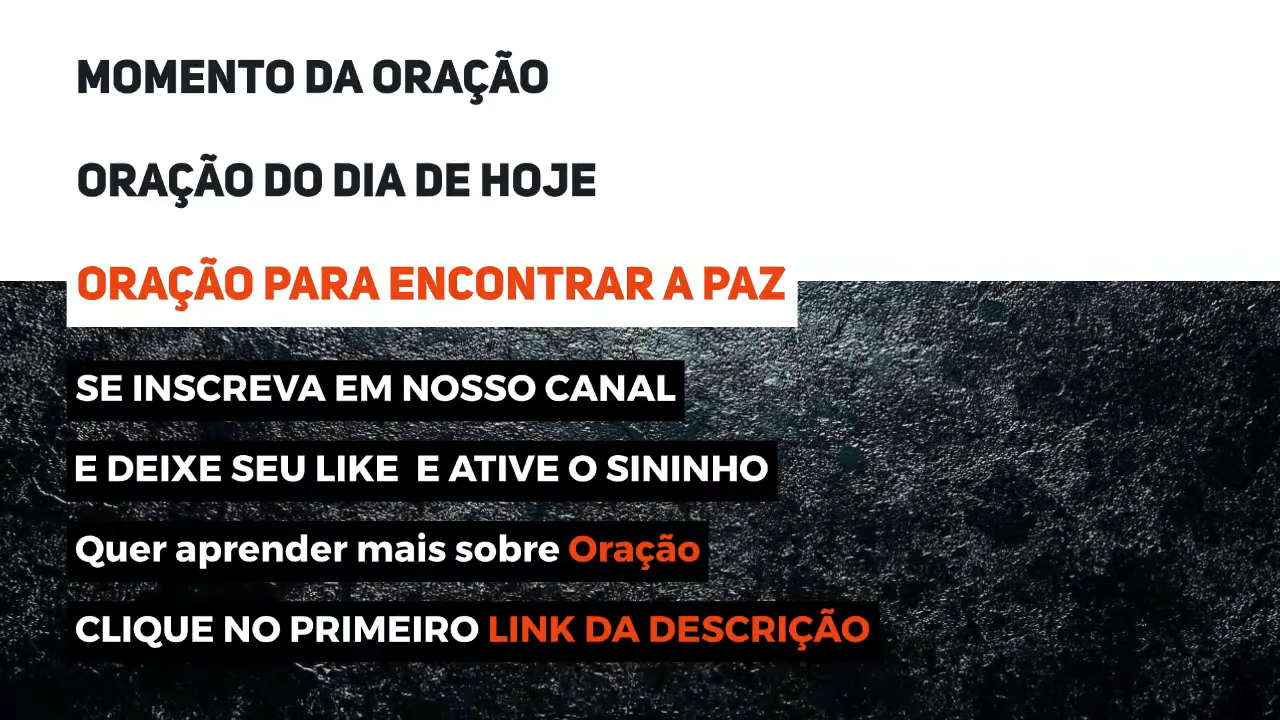 MOMENTO DA ORAÇÃO
ORAÇÃO DO DIA DE HOJE
ORAÇÃO PARA ENCONTRAR A PAZ
SE INSCREVA EM NOSSO CANAL
E DEIXE SEU LIKE E ATIVE O SININHO
Quer aprender mais sobre Oração
CLIQUE NO PRIMEIRO LINK DA DESCRIÇÃO